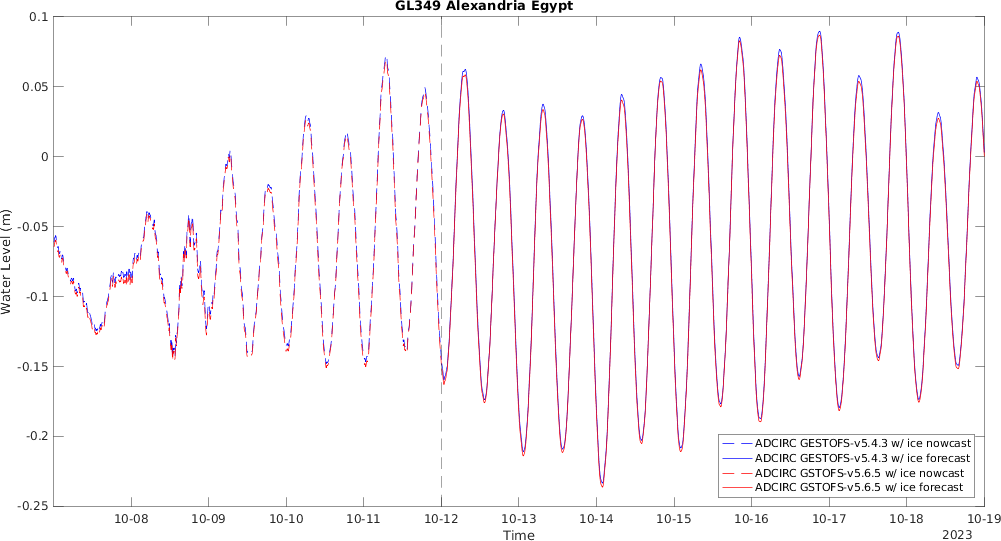 GL349 Alexandria Egypt
0.1
0.05
0
-0.05
-0.1
-0.15
-0.2
-0.25
Water Level (m)
ADCIRC GESTOFS-v5.4.3 w/ ice nowcast
ADCIRC GESTOFS-v5.4.3 w/ ice forecast
ADCIRC GSTOFS-v5.6.5 w/ ice nowcast
ADCIRC GSTOFS-v5.6.5 w/ ice forecast
10-08 10-09 10-10 10-11 10-12 10-13 10-14 10-15 10-16 10-17 10-18 10-19
Time
2023